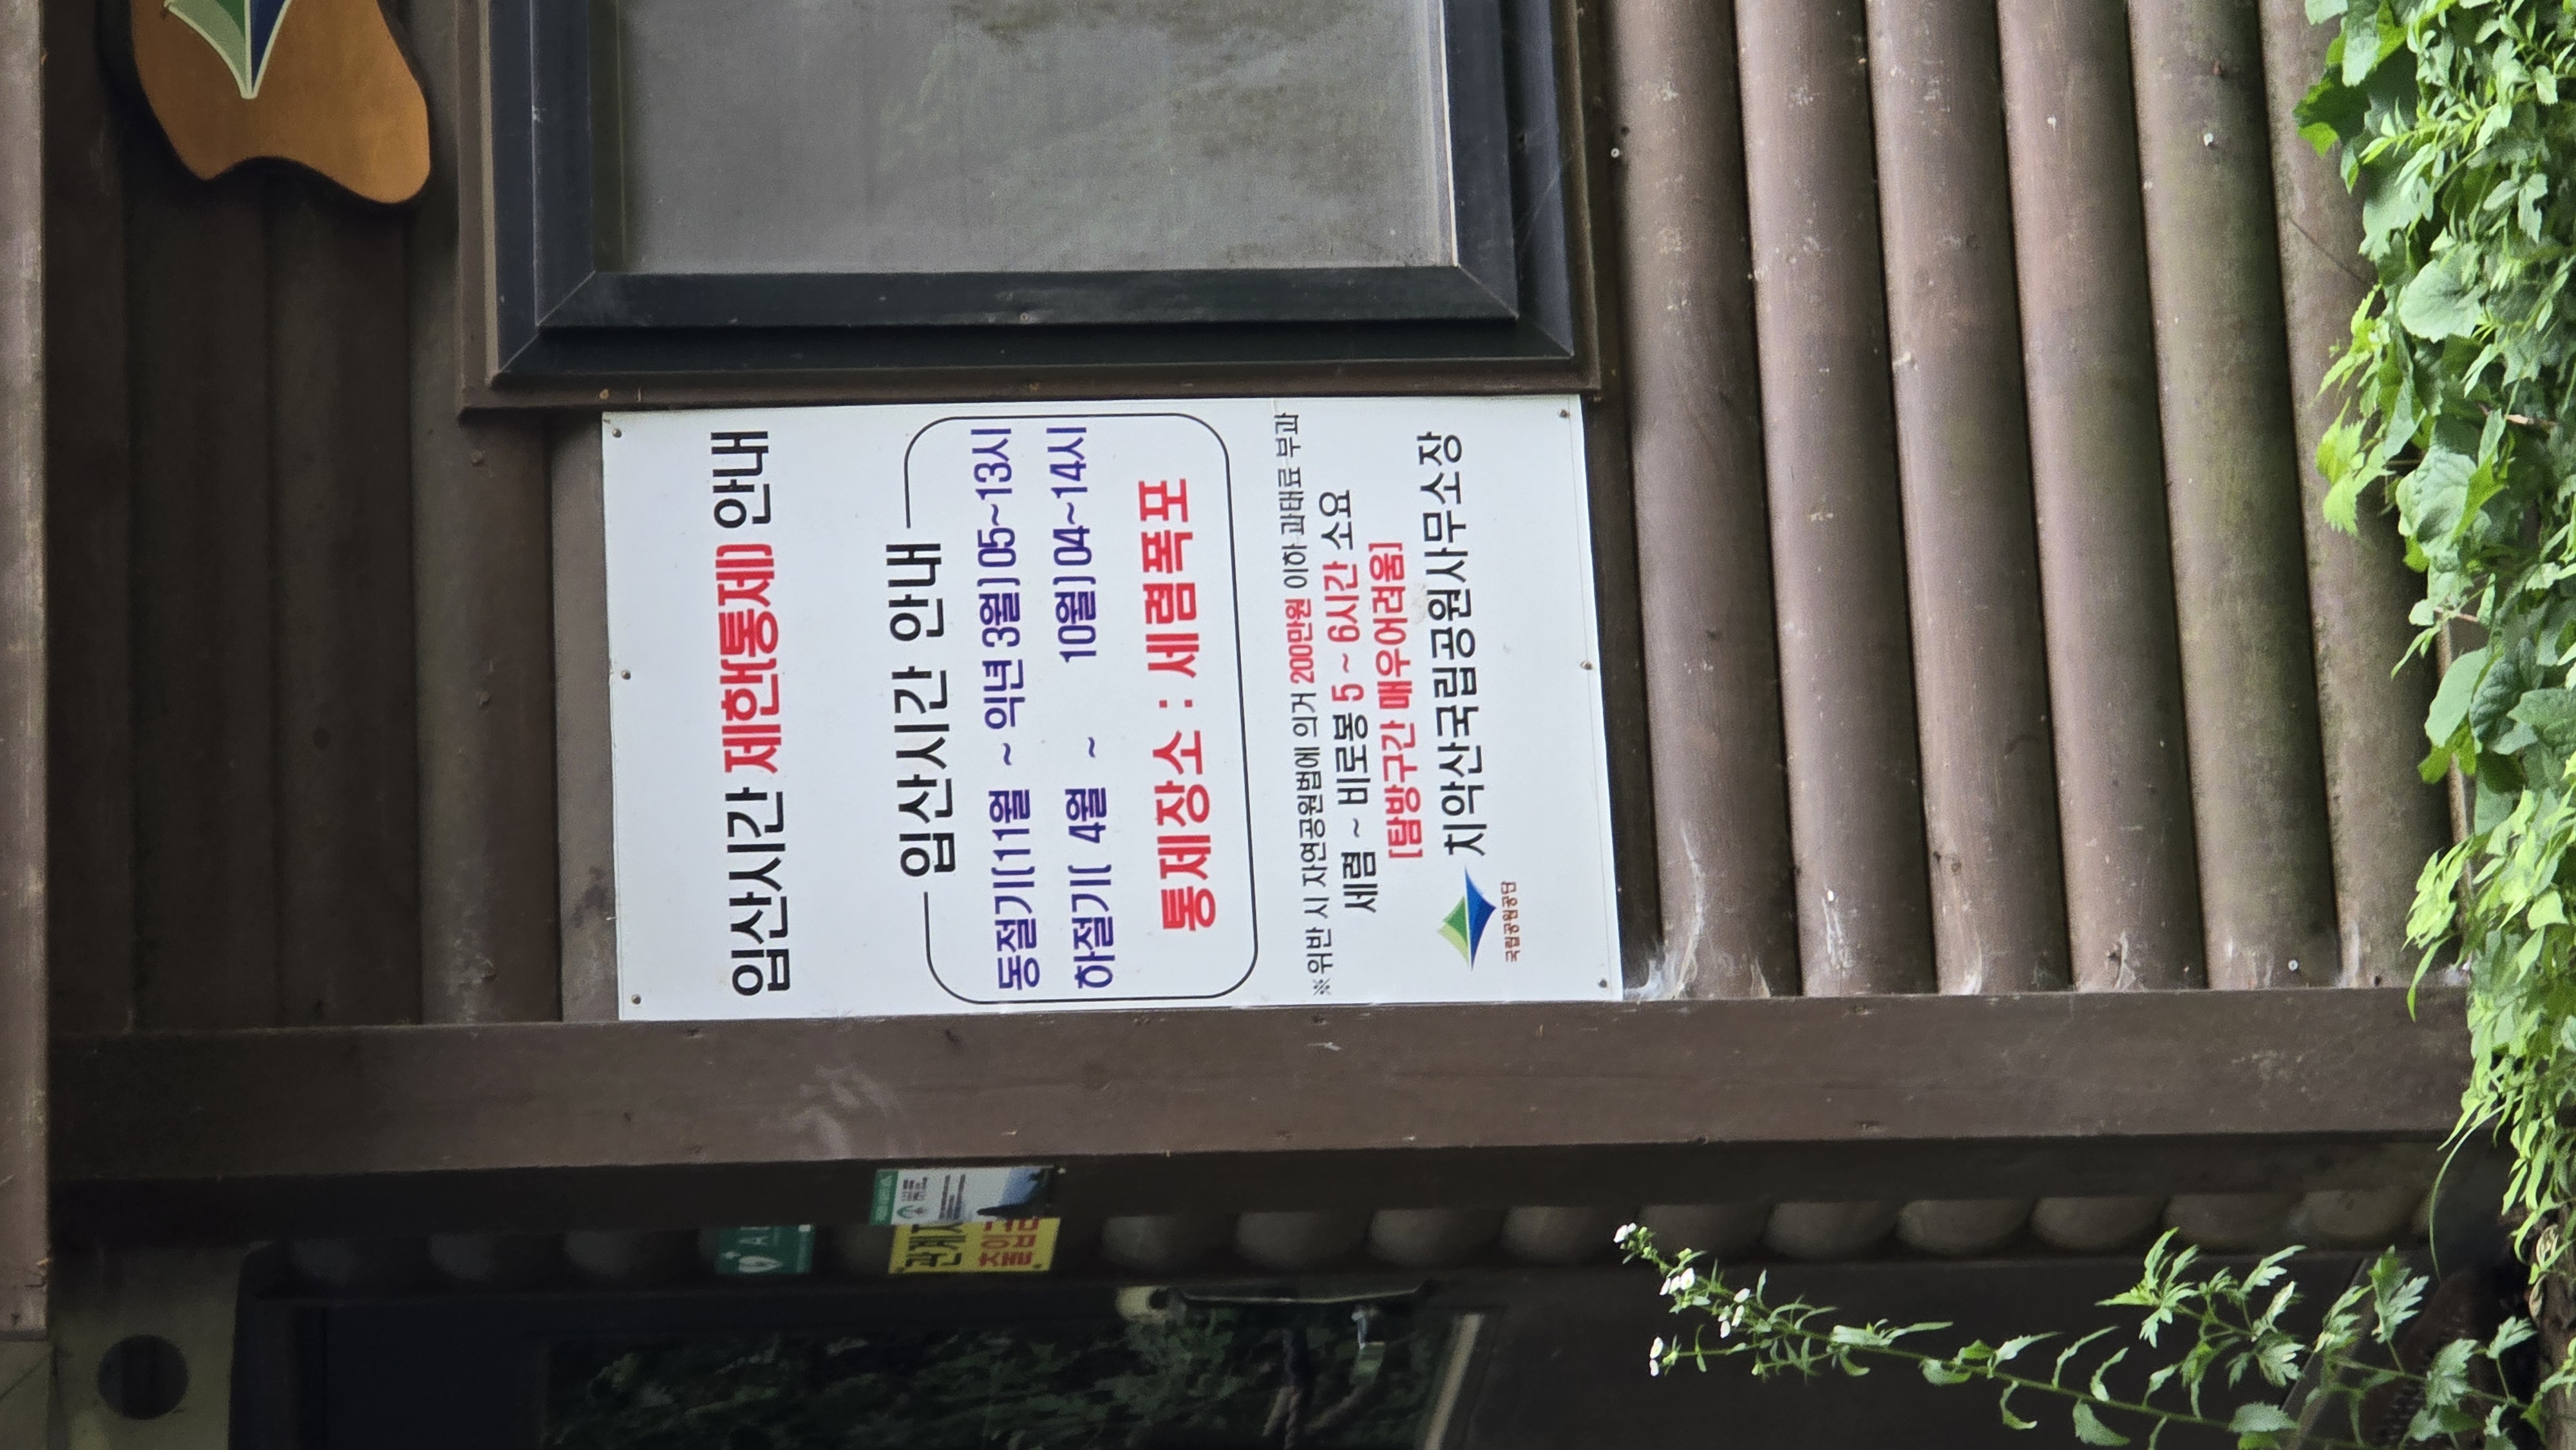 입산시간 제한(통제) 안내
입산시간 안내
동절기(11월 ~ 익년 3월) 05~13시
하절기( 4월 ~ 10월) 04~14시
통제장소 : 세렴폭포
※위반 시 자연공원법에 의거 200만원 이하 과태료 부과
세렴 ~ 비로봉 5 ~ 6시간 소요
[탐방구간 매우어려움]
국립공원공단
치악산국립공원사무소장